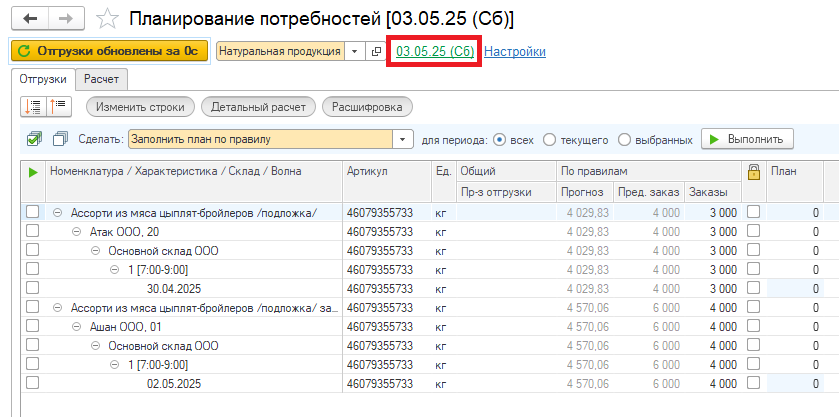 Планирование потребностей [03.05.25 (Сб)]
Отгрузки обновлены за 0с Натуральная продукция 03.05.25 (Сб) Настройки
Отгрузки Расчет
Изменить строки Детальный расчет Расшифровка
Сделать: Заполнить план по правилу для периода: всех текущего выбранных Выполнить
Номенклатура / Характеристика / Склад / Волна Артикул Ед. Общий По правилам План
Пр-з отгрузки Прогноз Пред. заказ Заказы
Ассорти из мяса цыплят-бройлеров /подложка/ 46079355733 кг 4 029,83 4 000 3 000 0
Атак ООО, 20 46079355733 кг 4 029,83 4 000 3 000 0
Основной склад ООО 46079355733 кг 4 029,83 4 000 3 000 0
1 [7:00-9:00] 46079355733 кг 4 029,83 4 000 3 000 0
30.04.2025 46079355733 кг 4 029,83 4 000 3 000 0
Ассорти из мяса цыплят-бройлеров /подложка/ за... 46079355733 кг 4 570,06 6 000 4 000 0
Ашан ООО, 01 46079355733 кг 4 570,06 6 000 4 000 0
Основной склад ООО 46079355733 кг 4 570,06 6 000 4 000 0
1 [7:00-9:00] 46079355733 кг 4 570,06 6 000 4 000 0
02.05.2025 46079355733 кг 4 570,06 6 000 4 000 0